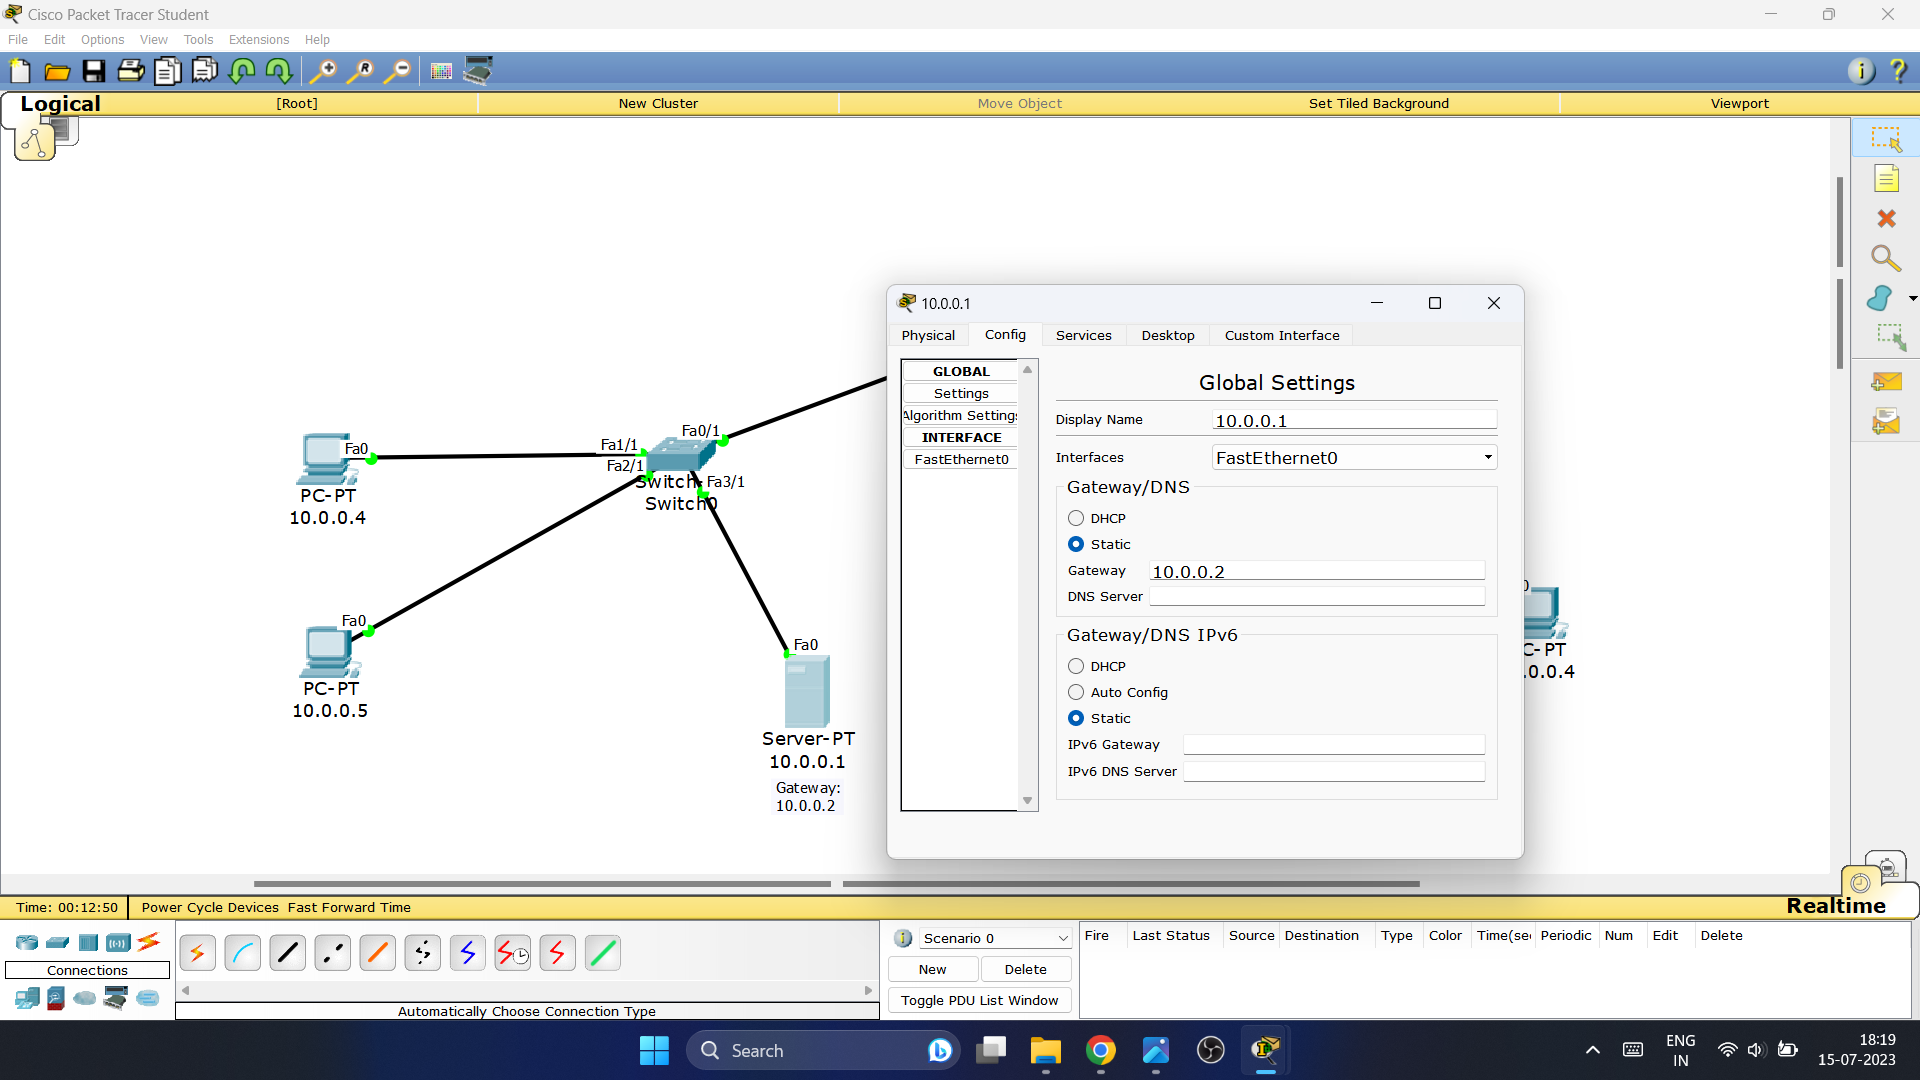 Cisco Packet Tracer Student
File Edit Options View Tools Extensions Help
Logical [Root] New Cluster Move Object Set Tiled Background Viewport
10.0.0.1
Physical Config Services Desktop Custom Interface
GLOBAL
Settings
Algorithm Settings
INTERFACE
FastEthernet0
Global Settings
Display Name 10.0.0.1
Interfaces FastEthernet0
Gateway/DNS
DHCP
Static
Gateway 10.0.0.2
DNS Server
Gateway/DNS IPv6
DHCP
Auto Config
Static
IPv6 Gateway
IPv6 DNS Server
Fa0
PC-PT
10.0.0.4
Fa1/1
Fa0/1
Fa2/1
Fa3/1
Switch-
Switch0
Fa0
PC-PT
10.0.0.5
Fa0
Server-PT
10.0.0.1
Gateway:
10.0.0.2
0
C-PT
.0.0.4
Time: 00:12:50 Power Cycle Devices Fast Forward Time Realtime
Connections
Automatically Choose Connection Type
Scenario 0
New Delete
Toggle PDU List Window
Fire Last Status Source Destination Type Color Time(sec Periodic Num Edit Delete
Search
ENG
IN
18:19
15-07-2023